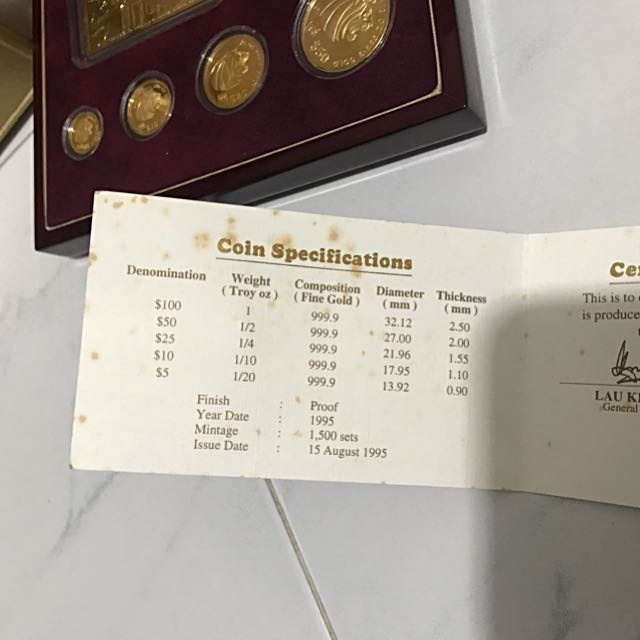 Coin Specifications
Denomination Weight (Troy oz) Composition (Fine Gold) Diameter (mm) Thickness (mm)
$100 1 999.9 32.12 2.50
$50 1/2 999.9 27.00 2.00
$25 1/4 999.9 21.96 1.55
$10 1/10 999.9 17.95 1.10
$5 1/20 999.9 13.92 0.90
Finish : Proof
Year Date : 1995
Mintage : 1,500 sets
Issue Date : 15 August 1995
This is to
is produce
LAU
General